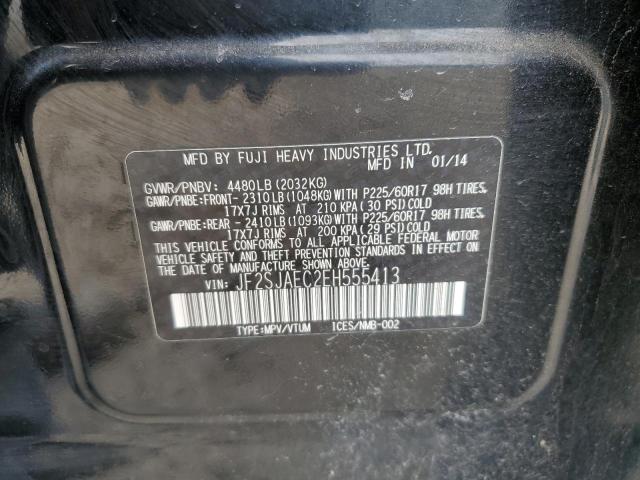 MFD BY FUJI HEAVY INDUSTRIES LTD.
MFD IN 01/14
GVWR/PNBV: 4480LB (2032KG)
GAWR/PNBE:FRONT- 2310LB(1048KG)WITH P225/60R17 98H TIRES,
17X7J RIMS AT 210 KPA(30 PSI)COLD
GAWR/PNBE:REAR - 2410LB(1093KG)WITH P225/60R17 98H TIRES,
17X7J RIMS AT 200 KPA(29 PSI)COLD
THIS VEHICLE CONFORMS TO ALL APPLICABLE FEDERAL MOTOR
VEHICLE SAFETY AND BUMPER STANDARDS IN EFFECT ON THE
DATE OF MANUFACTURE SHOWN ABOVE.
VIN: JF2SJAEC2EH555413
TYPE:MPV/VTUM ICES/NMB-002